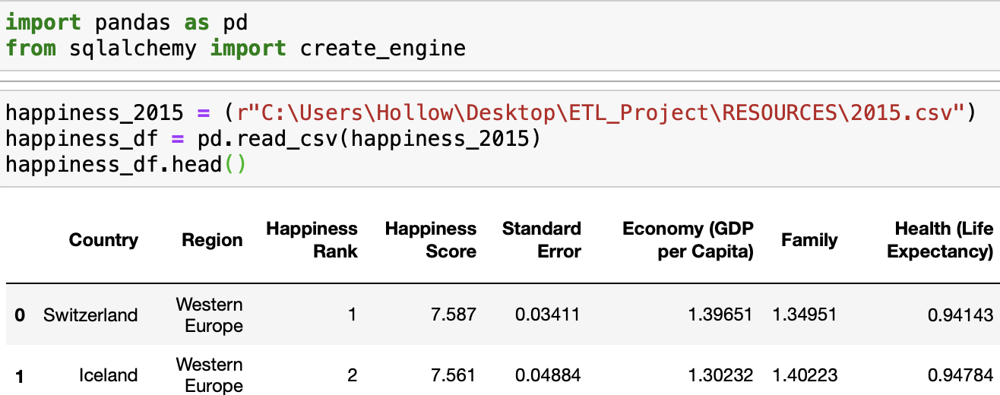 import pandas as pd
from sqlalchemy import create_engine
happiness_2015 = (r"C:\Users\Hollow\Desktop\ETL_Project\RESOURCES\2015.csv")
happiness_df = pd.read_csv(happiness_2015)
happiness_df.head()
Country Region Happiness Rank Happiness Score Standard Error Economy (GDP per Capita) Family Health (Life Expectancy)
0 Switzerland Western Europe 1 7.587 0.03411 1.39651 1.34951 0.94143
1 Iceland Western Europe 2 7.561 0.04884 1.30232 1.40223 0.94784